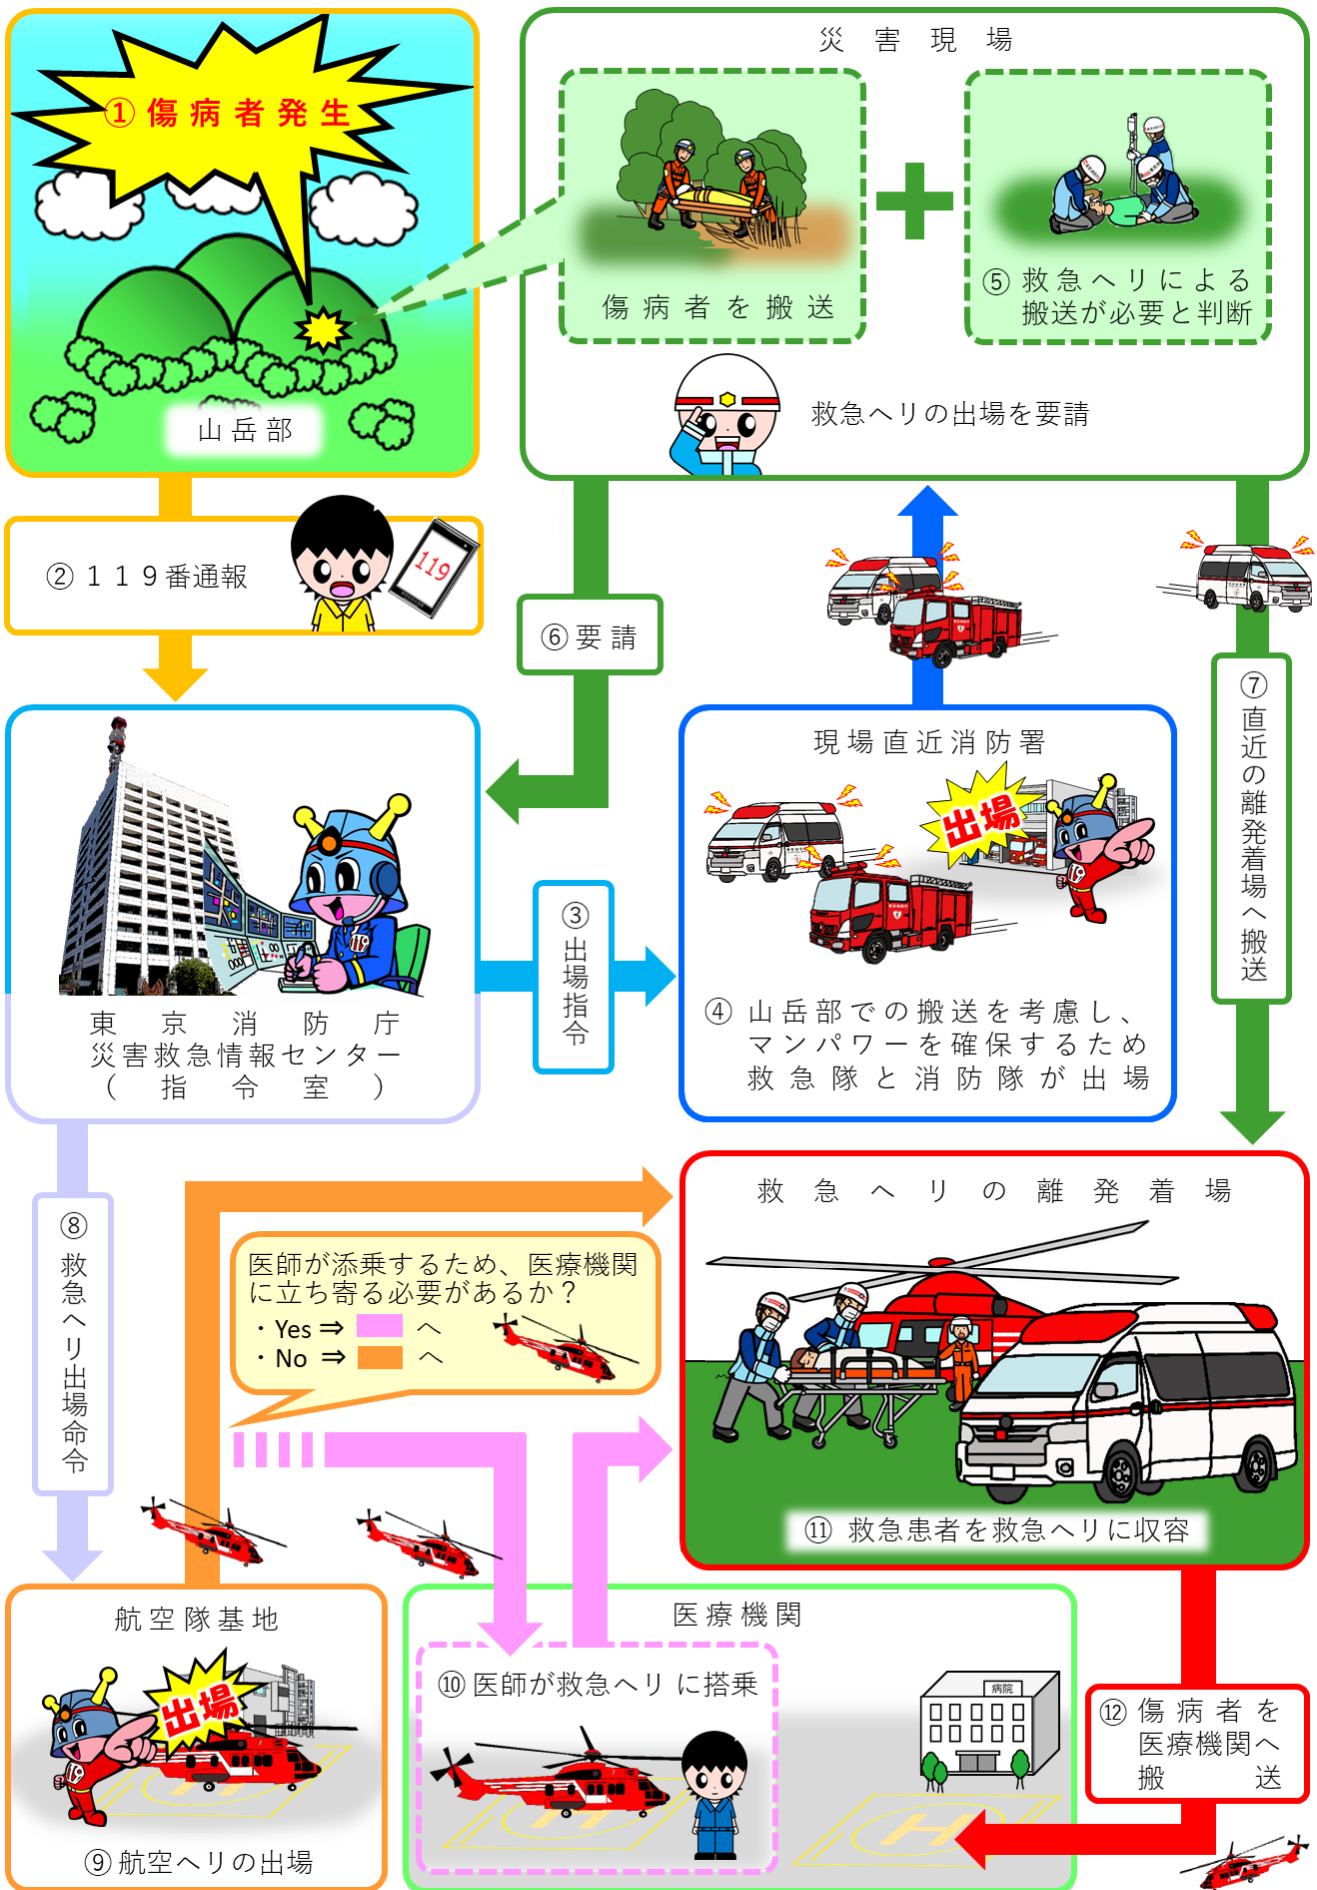 ①傷病者発生
山岳部
災害現場
傷病者を搬送
⑤救急ヘリによる
搬送が必要と判断
救急ヘリの出場を要請
②１１９番通報
119
⑥要請
⑦直近の離発着場へ搬送
東京消防庁
災害救急情報センター
（指令室）
119
③出場指令
現場直近消防署
出場
119
④山岳部での搬送を考慮し、
マンパワーを確保するため
救急隊と消防隊が出場
⑧救急ヘリ出場命令
医師が添乗するため、医療機関
に立ち寄る必要があるか？
・Yes ⇒ へ
・No ⇒ へ
救急ヘリの離発着場
⑪ 救急患者を救急ヘリに収容
航空隊基地
出場
119
⑨航空ヘリの出場
医療機関
⑩医師が救急ヘリに搭乗
病院
H
⑫傷病者を
医療機関へ
搬送